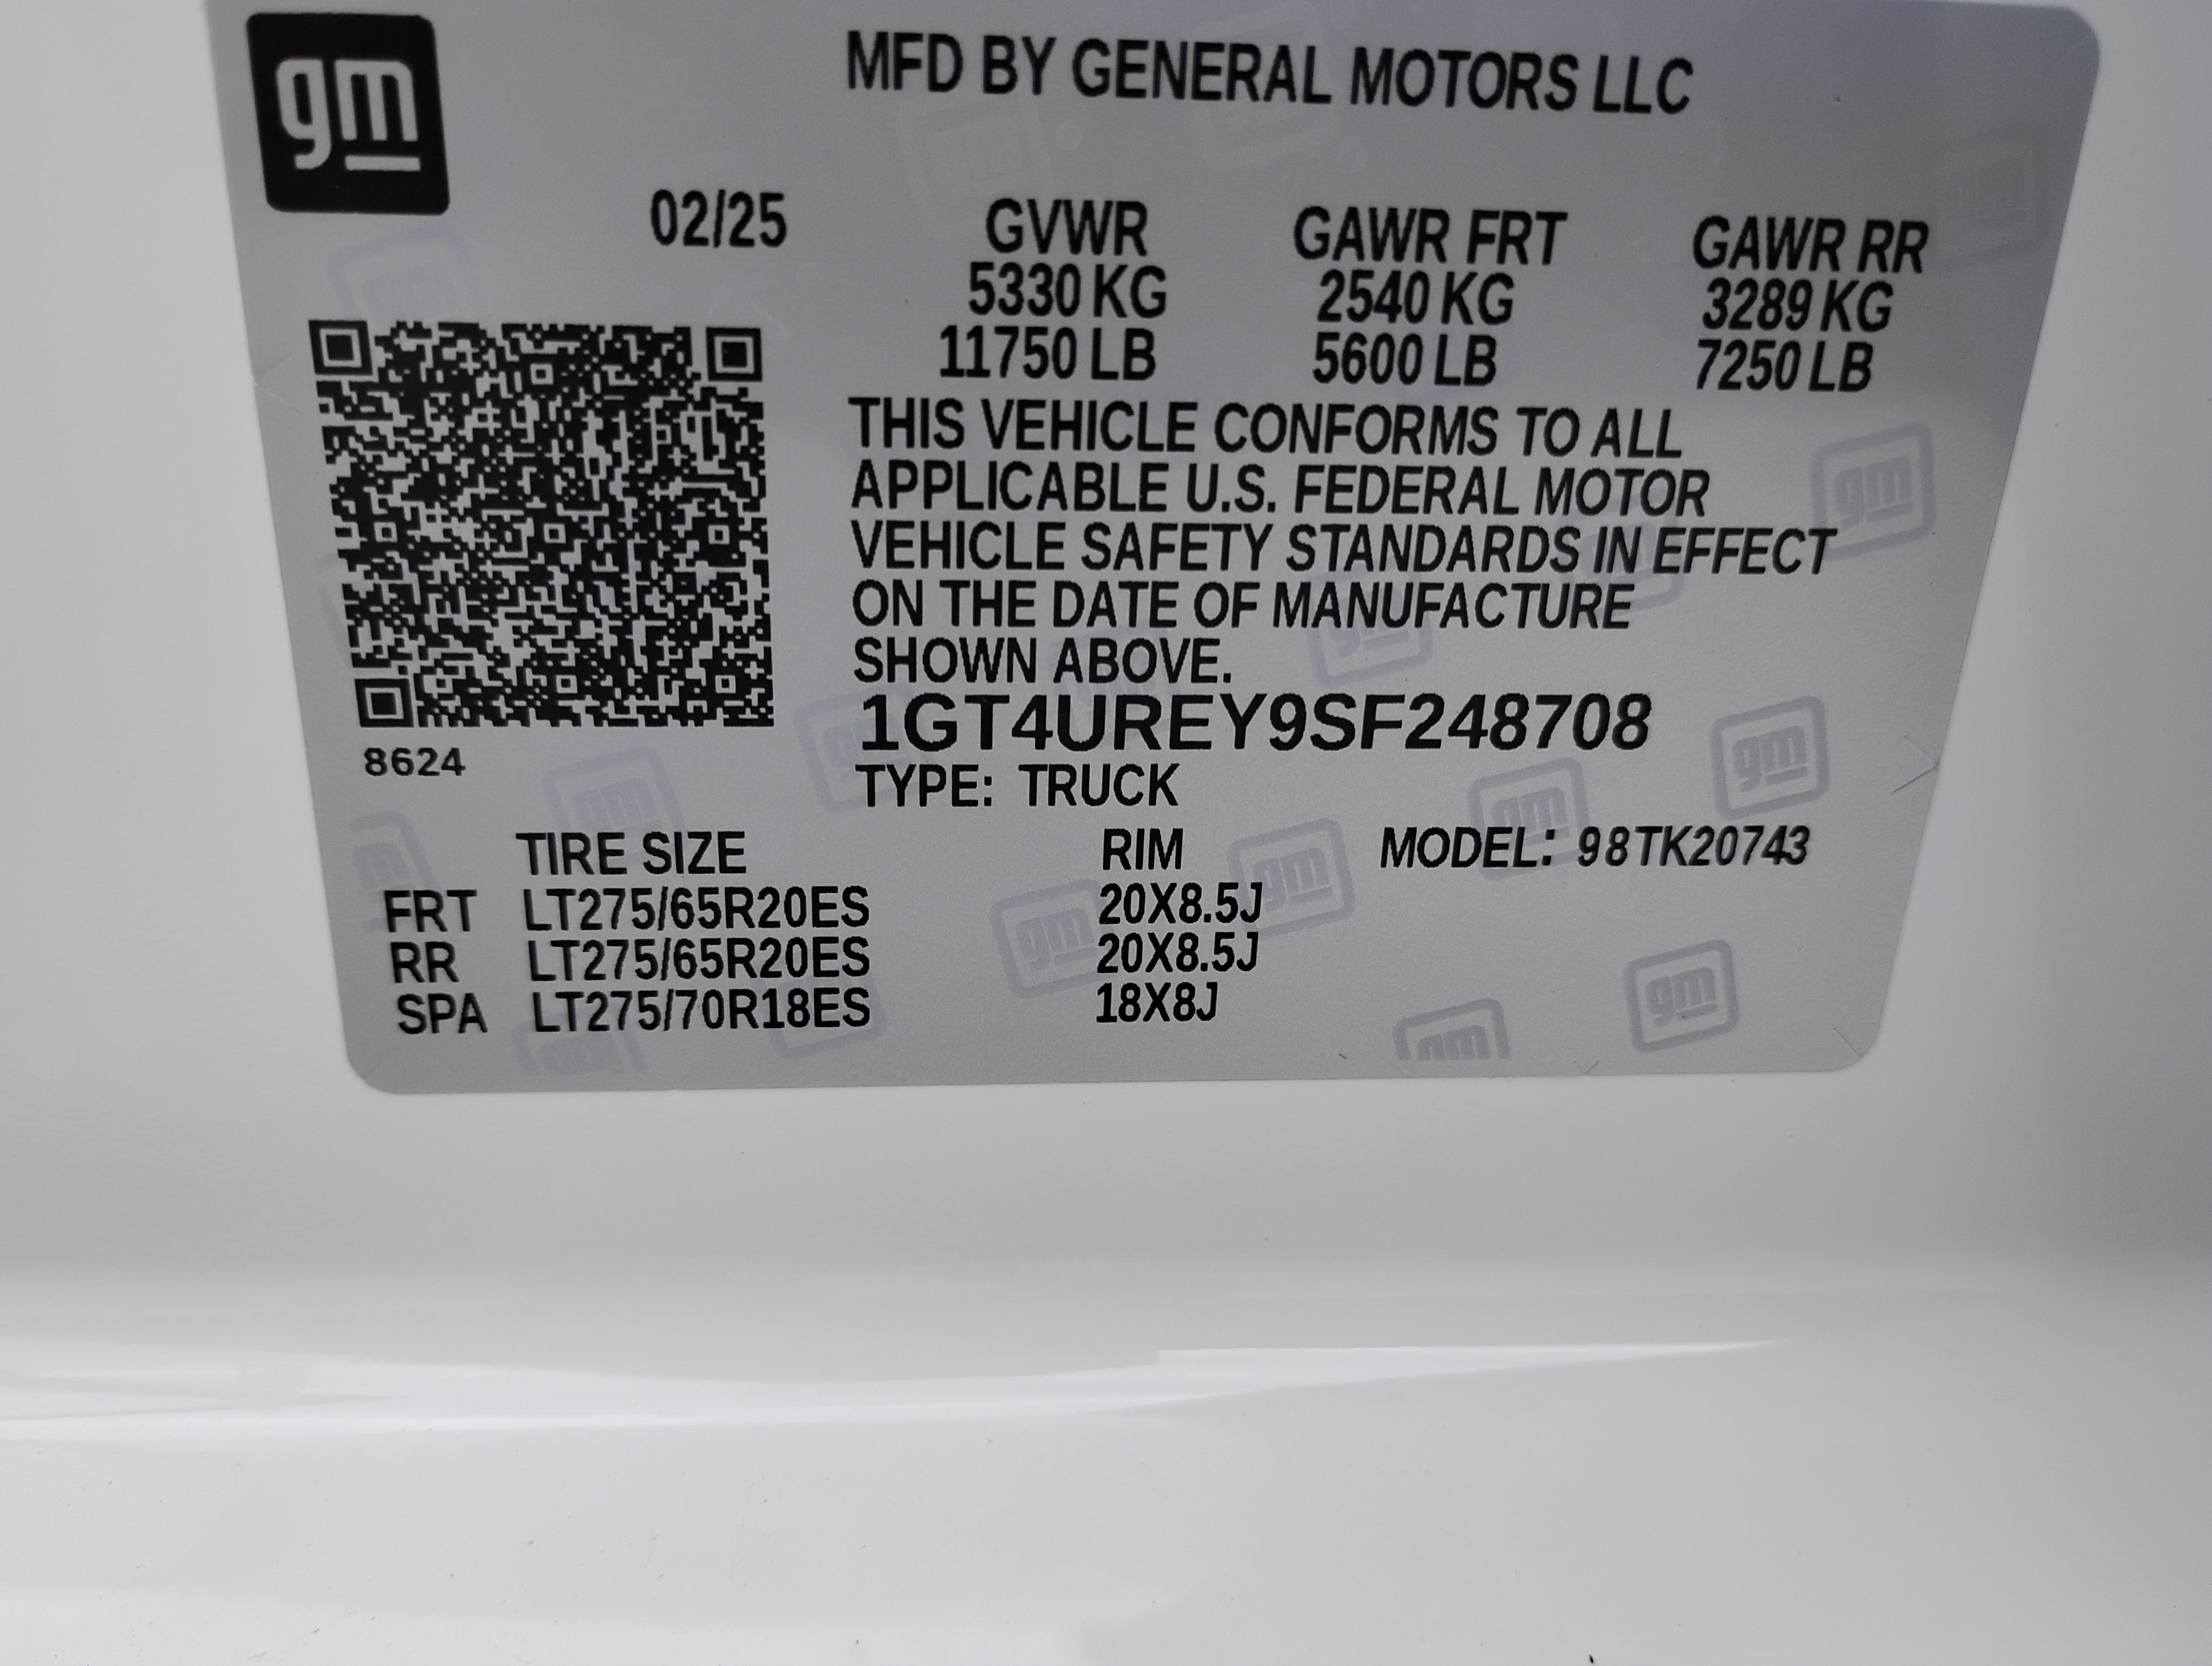 gm
MFD BY GENERAL MOTORS LLC
02/25 GVWR GAWR FRT GAWR RR
5330 KG 2540 KG 3289 KG
11750 LB 5600 LB 7250 LB
THIS VEHICLE CONFORMS TO ALL
APPLICABLE U.S. FEDERAL MOTOR
VEHICLE SAFETY STANDARDS IN EFFECT
ON THE DATE OF MANUFACTURE
SHOWN ABOVE.
1GT4UREY9SF248708
8624
TYPE: TRUCK
TIRE SIZE RIM MODEL: 98TK20743
FRT LT275/65R20ES 20X8.5J
RR LT275/65R20ES 20X8.5J
SPA LT275/70R18ES 18X8J